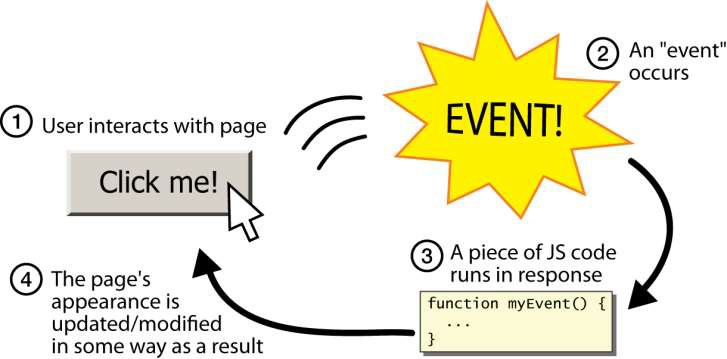 1 User interacts with page
Click me!
EVENT!
2 An "event"
occurs
3 A piece of JS code
runs in response
function myEvent() {
...
}
4 The page's
appearance is
updated/modified
in some way as a result